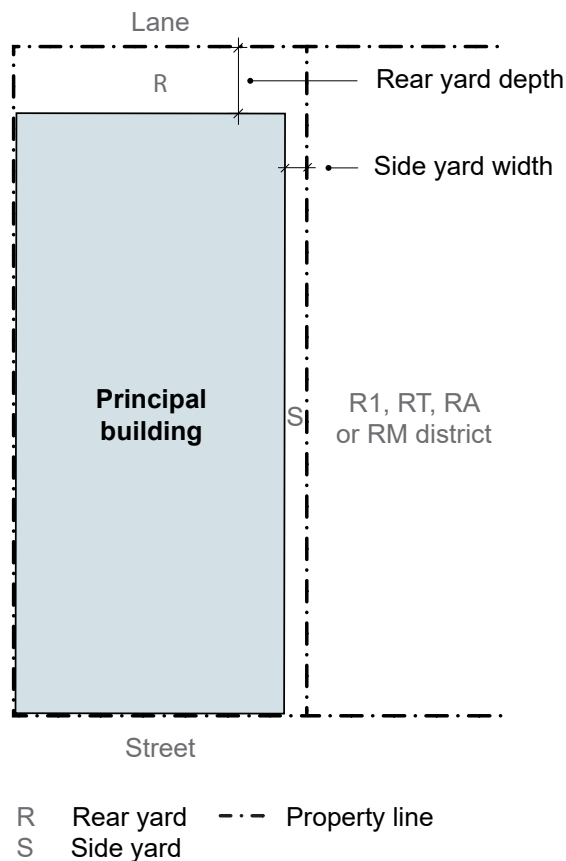 Lane
R
Rear yard depth
Side yard width
Principal
building
S
R1, RT, RA
or RM district
Street
R Rear yard Property line
S Side yard